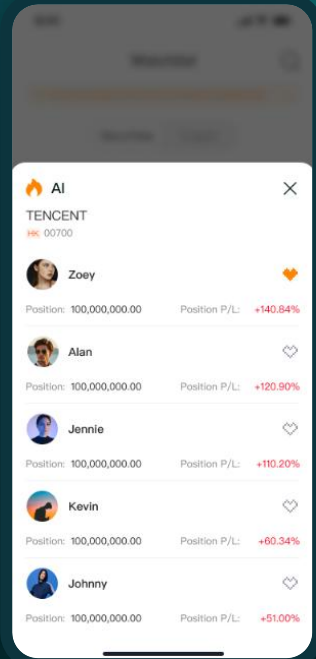 AI
TENCENT
HK 00700
Zoey
Position: 100,000,000.00 Position P/L: +140.84%
Alan
Position: 100,000,000.00 Position P/L: +120.90%
Jennie
Position: 100,000,000.00 Position P/L: +110.20%
Kevin
Position: 100,000,000.00 Position P/L: +60.34%
Johnny
Position: 100,000,000.00 Position P/L: +51.00%